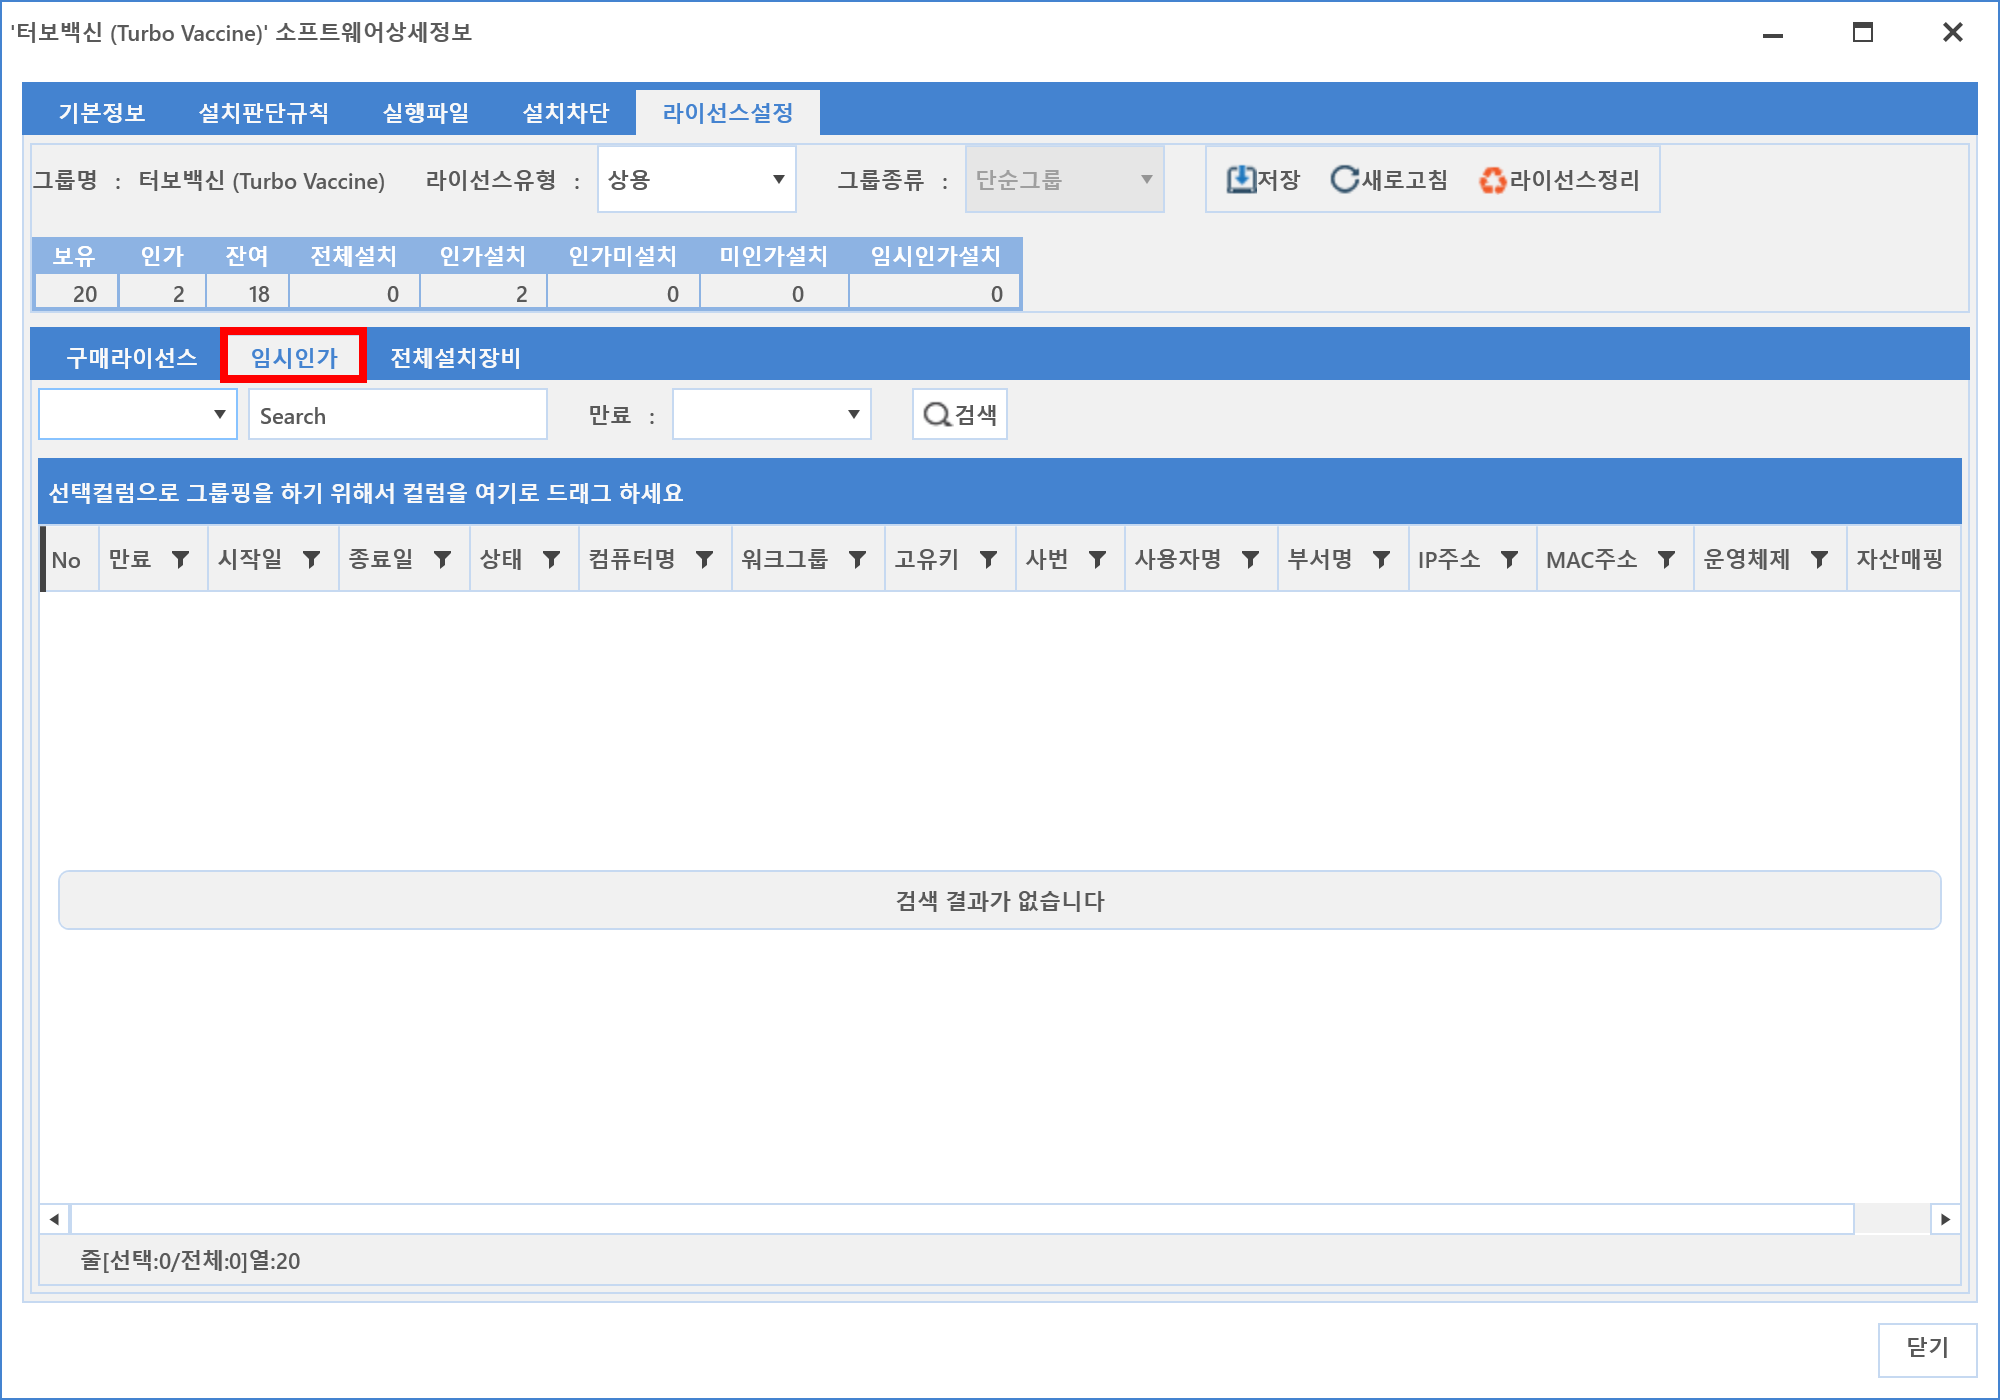 '터보백신 (Turbo Vaccine)' 소프트웨어상세정보
기본정보 설치판단규칙 실행파일 설치차단 라이선스설정
그룹명 : 터보백신 (Turbo Vaccine) 라이선스유형 : 상용 그룹종류 : 단순그룹 저장 새로고침 라이선스정리
보유 인가 잔여 전체설치 인가설치 인가미설치 미인가설치 임시인가설치
20 2 18 0 2 0 0 0
구매라이선스 임시인가 전체설치장비
Search 만료 : 검색
선택컬럼으로 그룹핑을 하기 위해서 컬럼을 여기로 드래그 하세요
No 만료 시작일 종료일 상태 컴퓨터명 워크그룹 고유키 사번 사용자명 부서명 IP주소 MAC주소 운영체제 자산매핑
검색 결과가 없습니다
줄[선택:0/전체:0]열:20
닫기